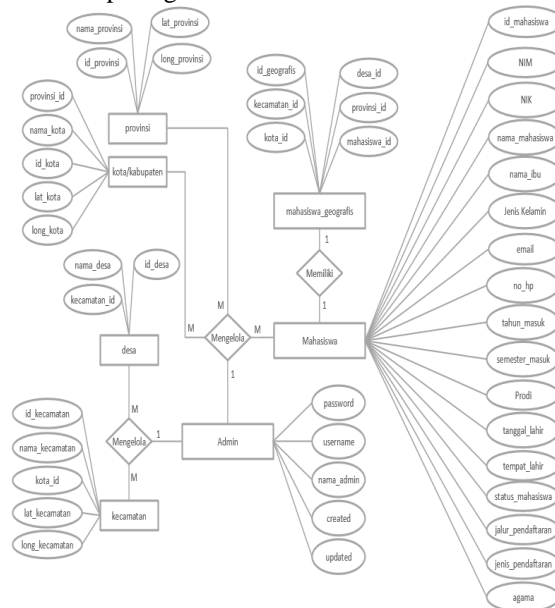 lat_provinsi
nama_provinsi
id_provinsi
long_provinsi
provinsi
provinsi_id
nama_kota
id_kota
lat_kota
long_kota
kota/kabupaten
id_geografis
desa_id
kecamatan_id
provinsi_id
kota_id
mahasiswa_id
mahasiswa_geografis
1
Memiliki
1
nama_desa
id_desa
kecamatan_id
desa
M
M
Mengelola
M
Mahasiswa
1
id_kecamatan
nama_kecamatan
kota_id
lat_kecamatan
long_kecamatan
M
Mengelola
1
M
kecamatan
Admin
password
username
nama_admin
created
updated
id_mahasiswa
NIM
NIK
nama_mahasiswa
nama_ibu
Jenis Kelamin
email
no_hp
tahun_masuk
semester_masuk
Prodi
tanggal_lahir
tempat_lahir
status_mahasiswa
jalur_pendaftaran
jenis_pendaftaran
agama